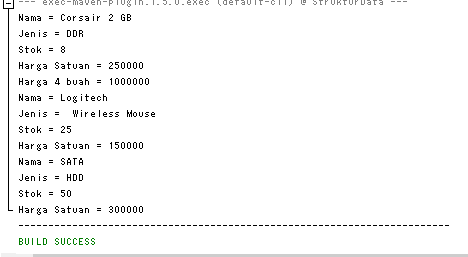 --- exec-maven-plugin:1.5.0:exec (default-cli) @ StrukturData ---
Nama = Corsair 2 GB
Jenis = DDR
Stok = 8
Harga Satuan = 250000
Harga 4 buah = 1000000
Nama = Logitech
Jenis =  Wireless Mouse
Stok = 25
Harga Satuan = 150000
Nama = SATA
Jenis = HDD
Stok = 50
Harga Satuan = 300000
------------------------------------------------------------------------
BUILD SUCCESS